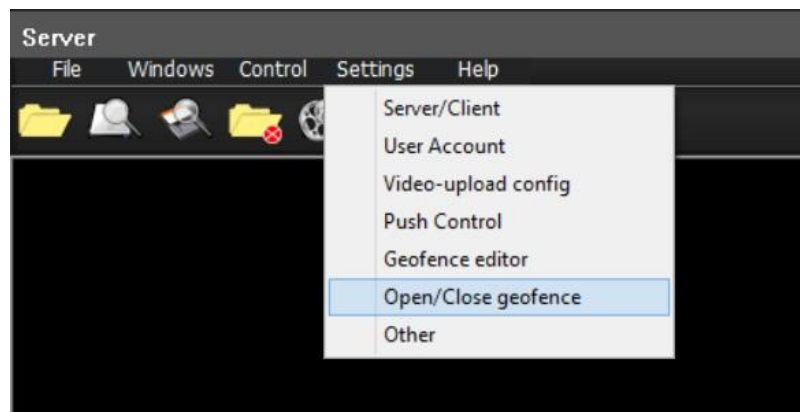 Server
File Windows Control Settings Help
Server/Client
User Account
Video-upload config
Push Control
Geofence editor
Open/Close geofence
Other